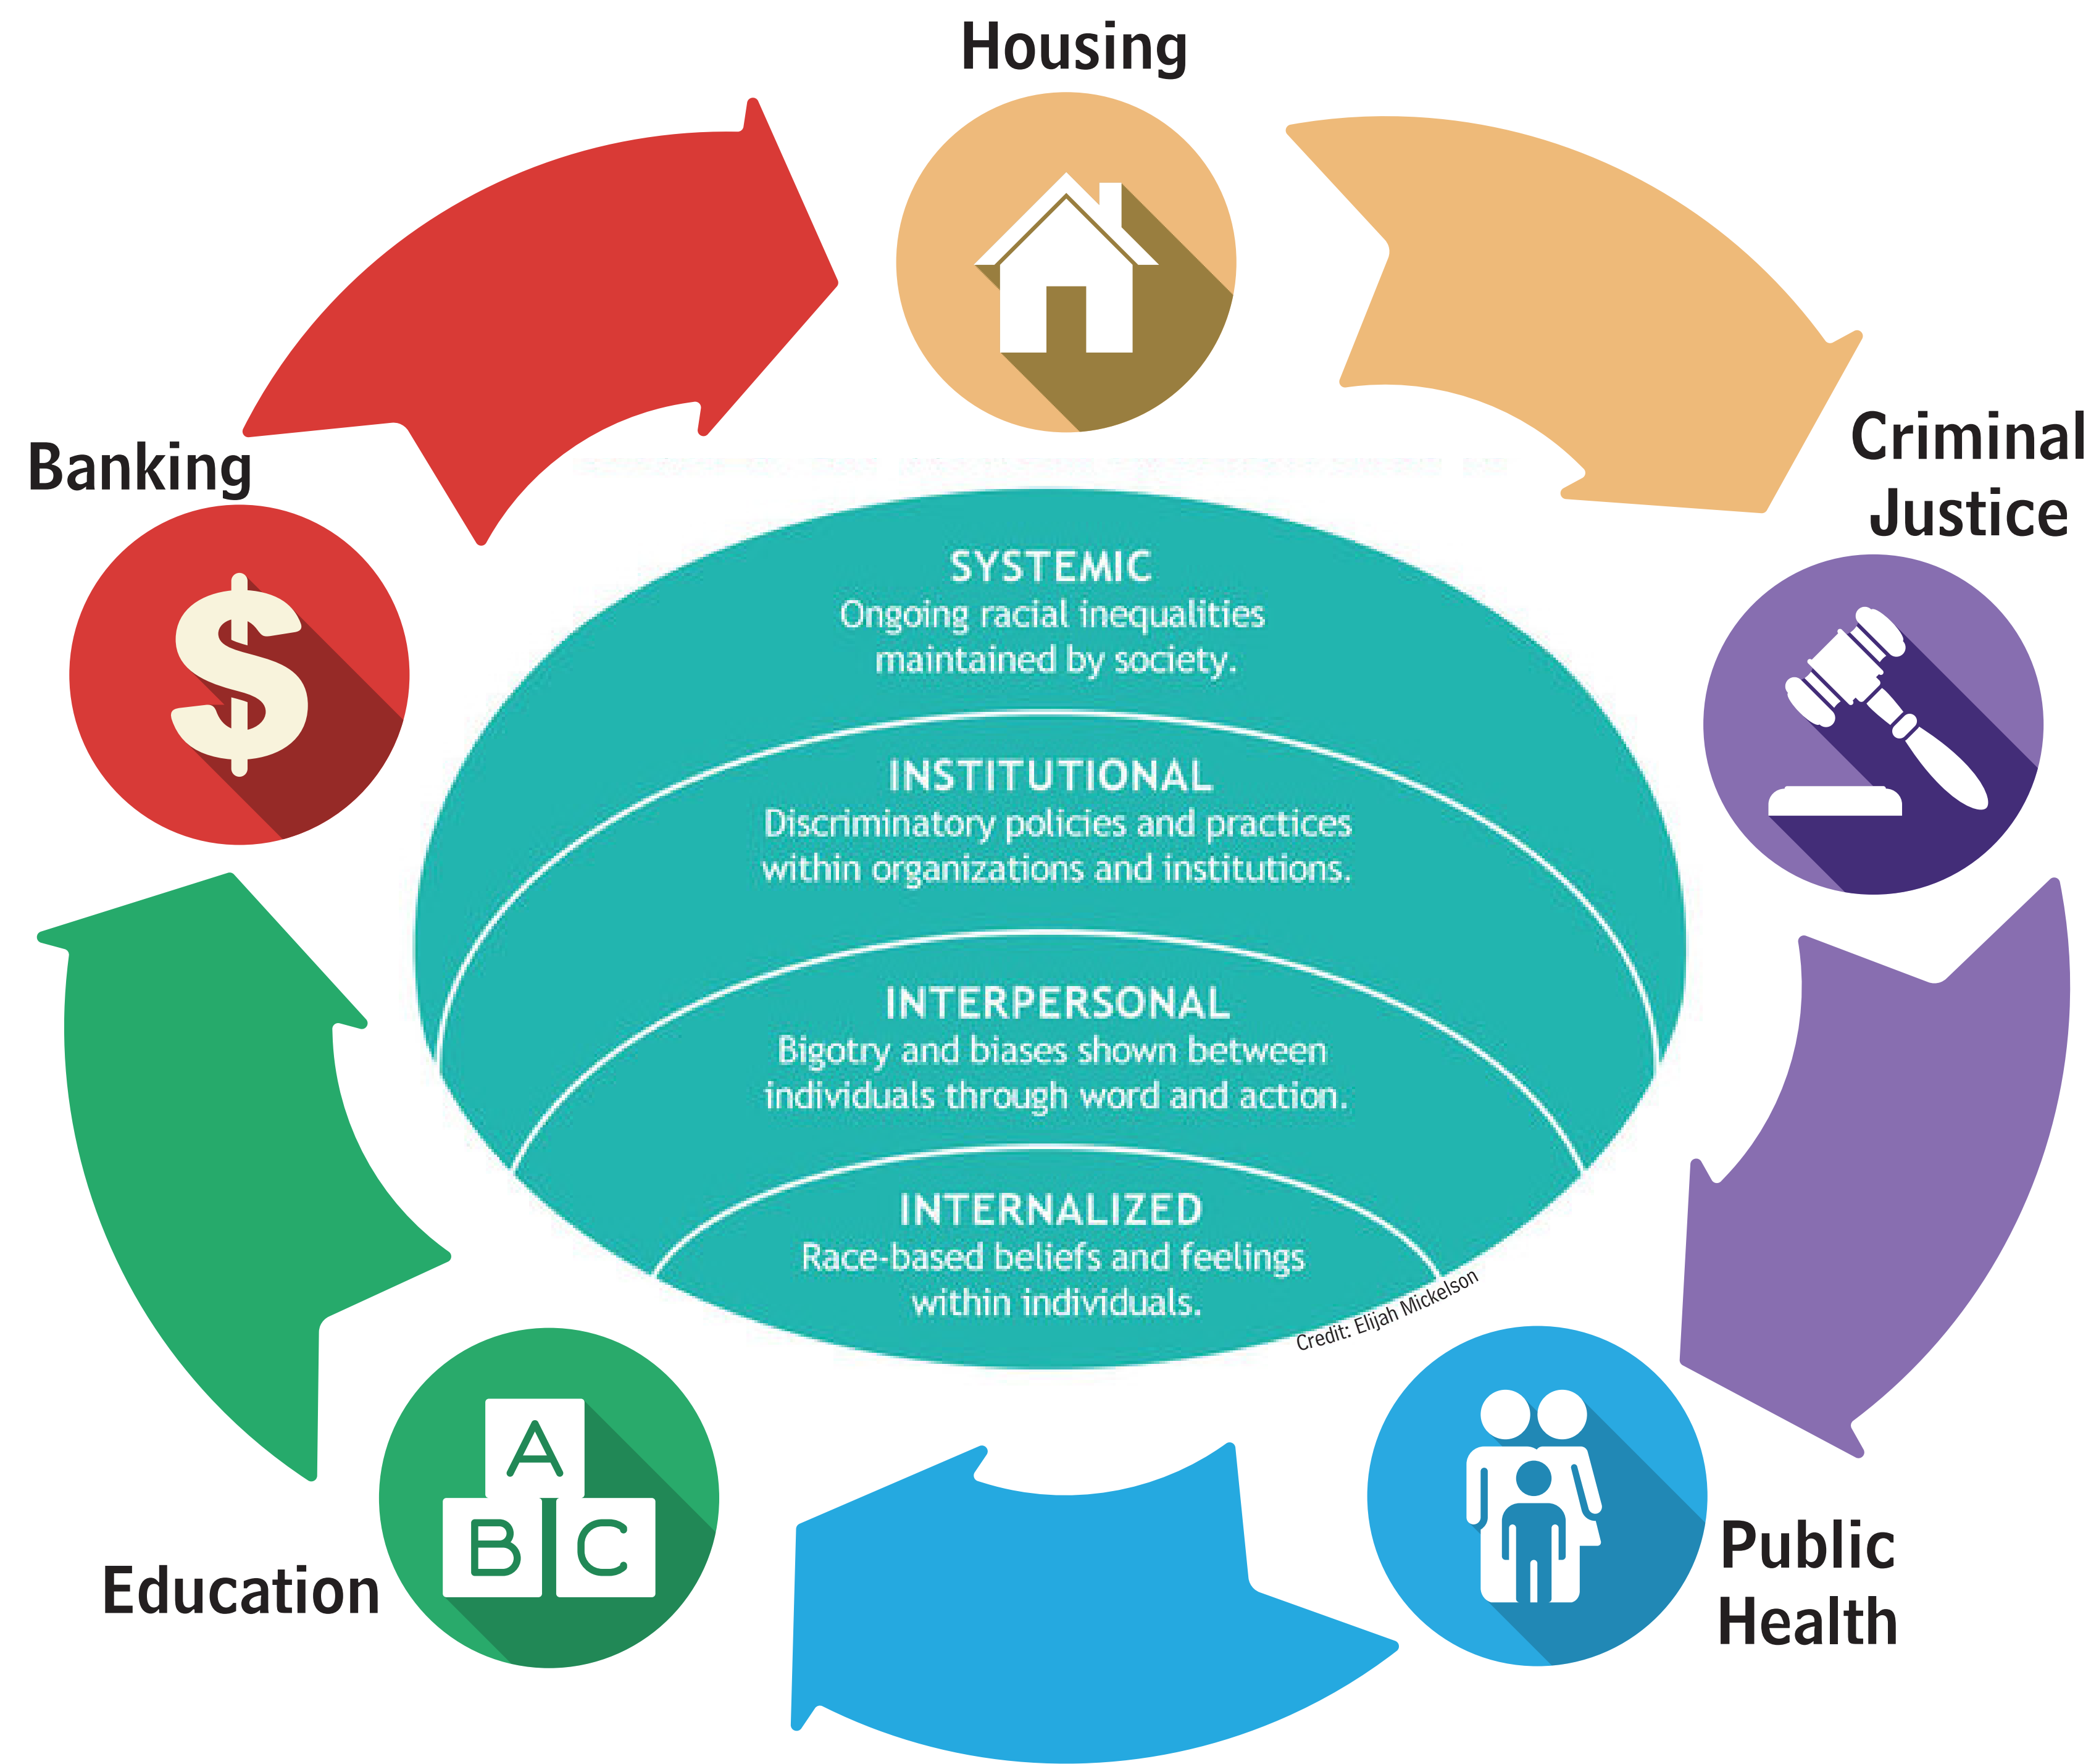 Housing
Banking
Criminal
Justice
SYSTEMIC
Ongoing racial inequalities
maintained by society.
INSTITUTIONAL
Discriminatory policies and practices
within organizations and institutions.
INTERPERSONAL
Bigotry and biases shown between
individuals through word and action.
INTERNALIZED
Race-based beliefs and feelings
within individuals.
Credit: Elijah Mickelson
A
B C
Education
Public
Health
$